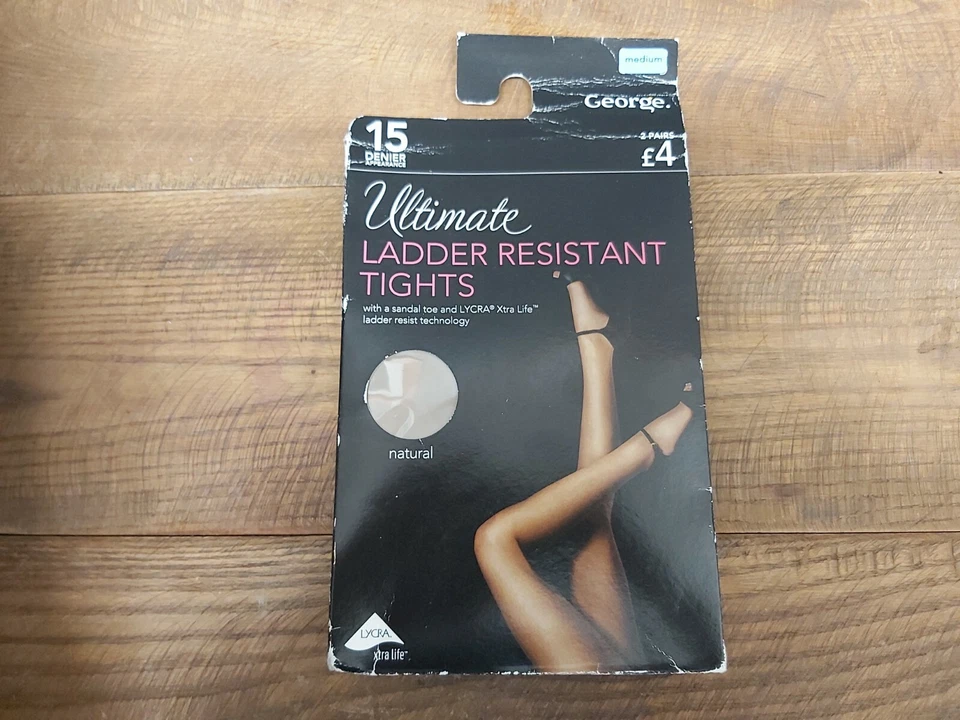 medium
George.
15
DENIER
APPEARANCE
2 PAIRS
£4
Ultimate
LADDER RESISTANT
TIGHTS
with a sandal toe and LYCRA® Xtra Life™
ladder resist technology
natural
LYCRA®
xtra life™